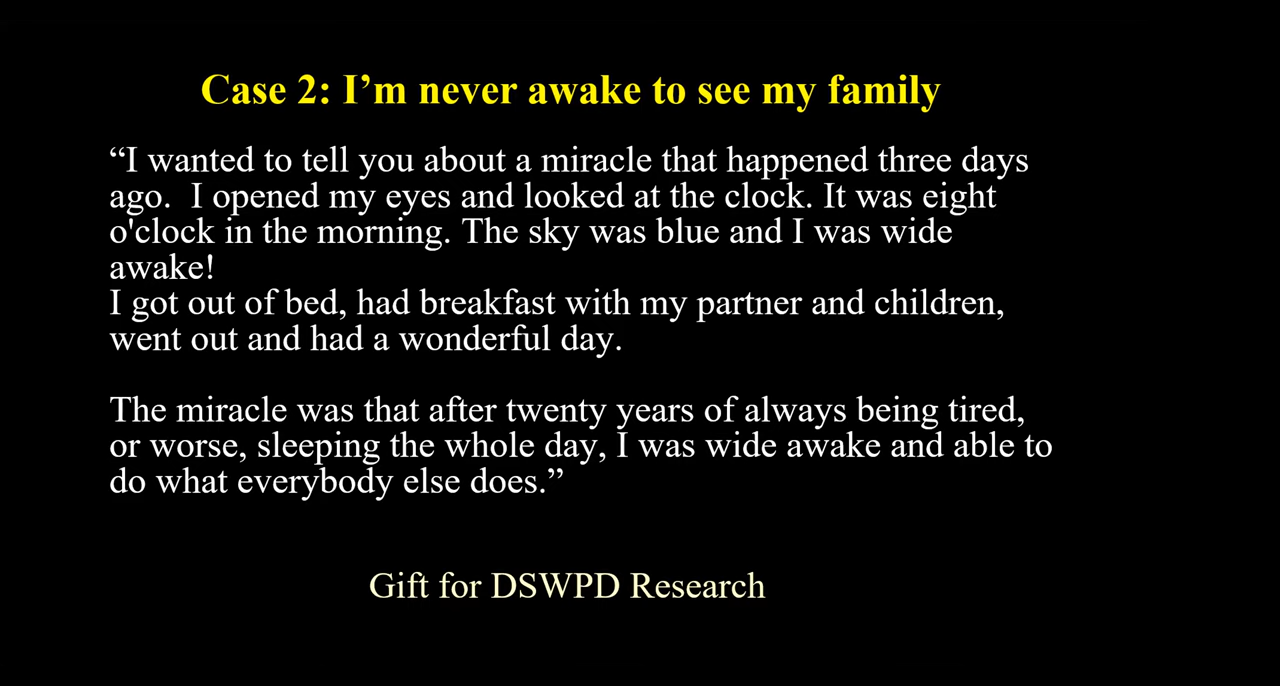 Case 2: I’m never awake to see my family
“I wanted to tell you about a miracle that happened three days
ago.  I opened my eyes and looked at the clock. It was eight
o'clock in the morning. The sky was blue and I was wide
awake!
I got out of bed, had breakfast with my partner and children,
went out and had a wonderful day.
The miracle was that after twenty years of always being tired,
or worse, sleeping the whole day, I was wide awake and able to
do what everybody else does.”
Gift for DSWPD Research